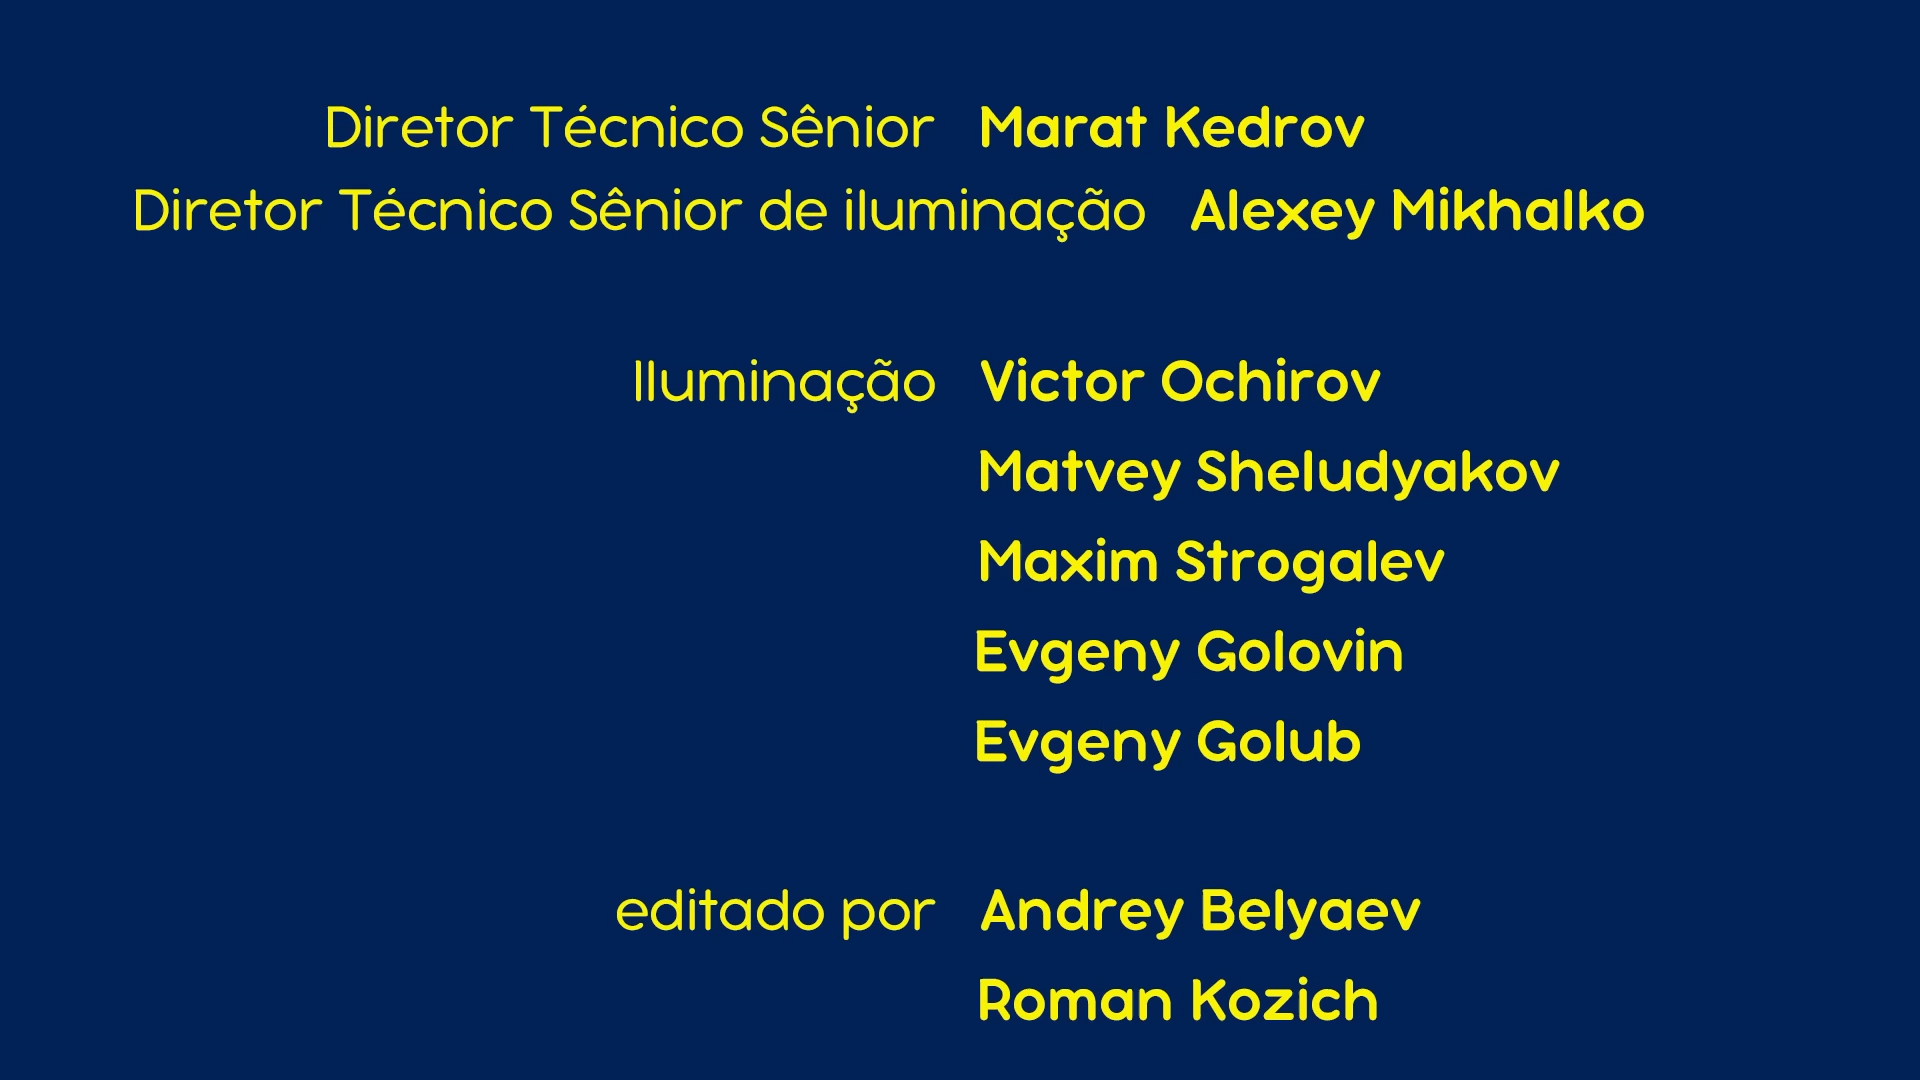 Diretor Técnico Sênior Marat Kedrov
Diretor Técnico Sênior de iluminação Alexey Mikhalko
Iluminação Victor Ochirov
Matvey Sheludyakov
Maxim Strogalev
Evgeny Golovin
Evgeny Golub
editado por Andrey Belyaev
Roman Kozich